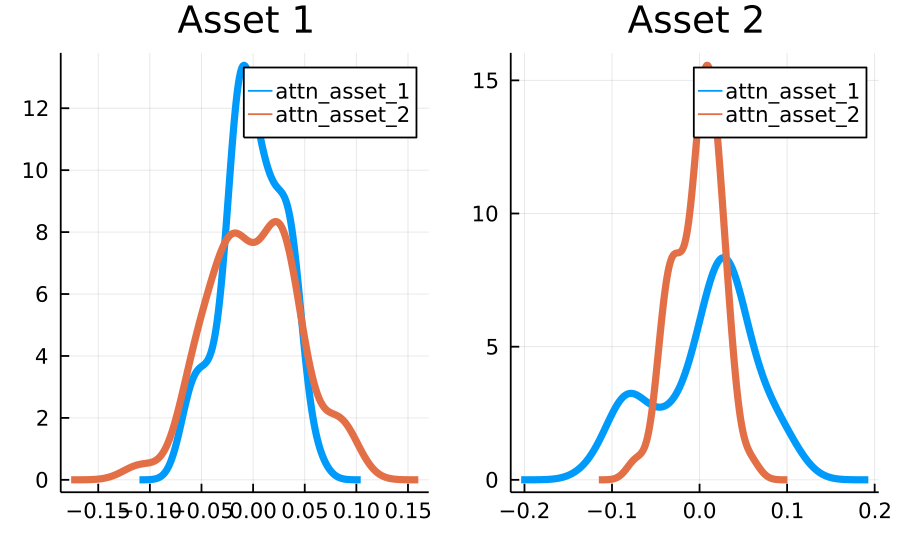 Asset 1
attn_asset_1
attn_asset_2
12
10
8
6
4
2
0
−0.15 −0.10 −0.05 0.00 0.05 0.10 0.15
Asset 2
attn_asset_1
attn_asset_2
15
10
5
0
−0.2 −0.1 0.0 0.1 0.2